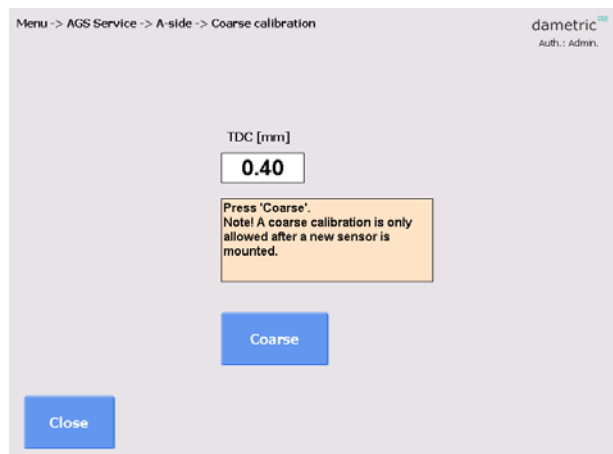 Menu -> AGS Service -> A-side -> Coarse calibration
dametric
Auth.: Admin.
TDC [mm]
0.40
Press 'Coarse'.
Note! A coarse calibration is only
allowed after a new sensor is
mounted.
Coarse
Close